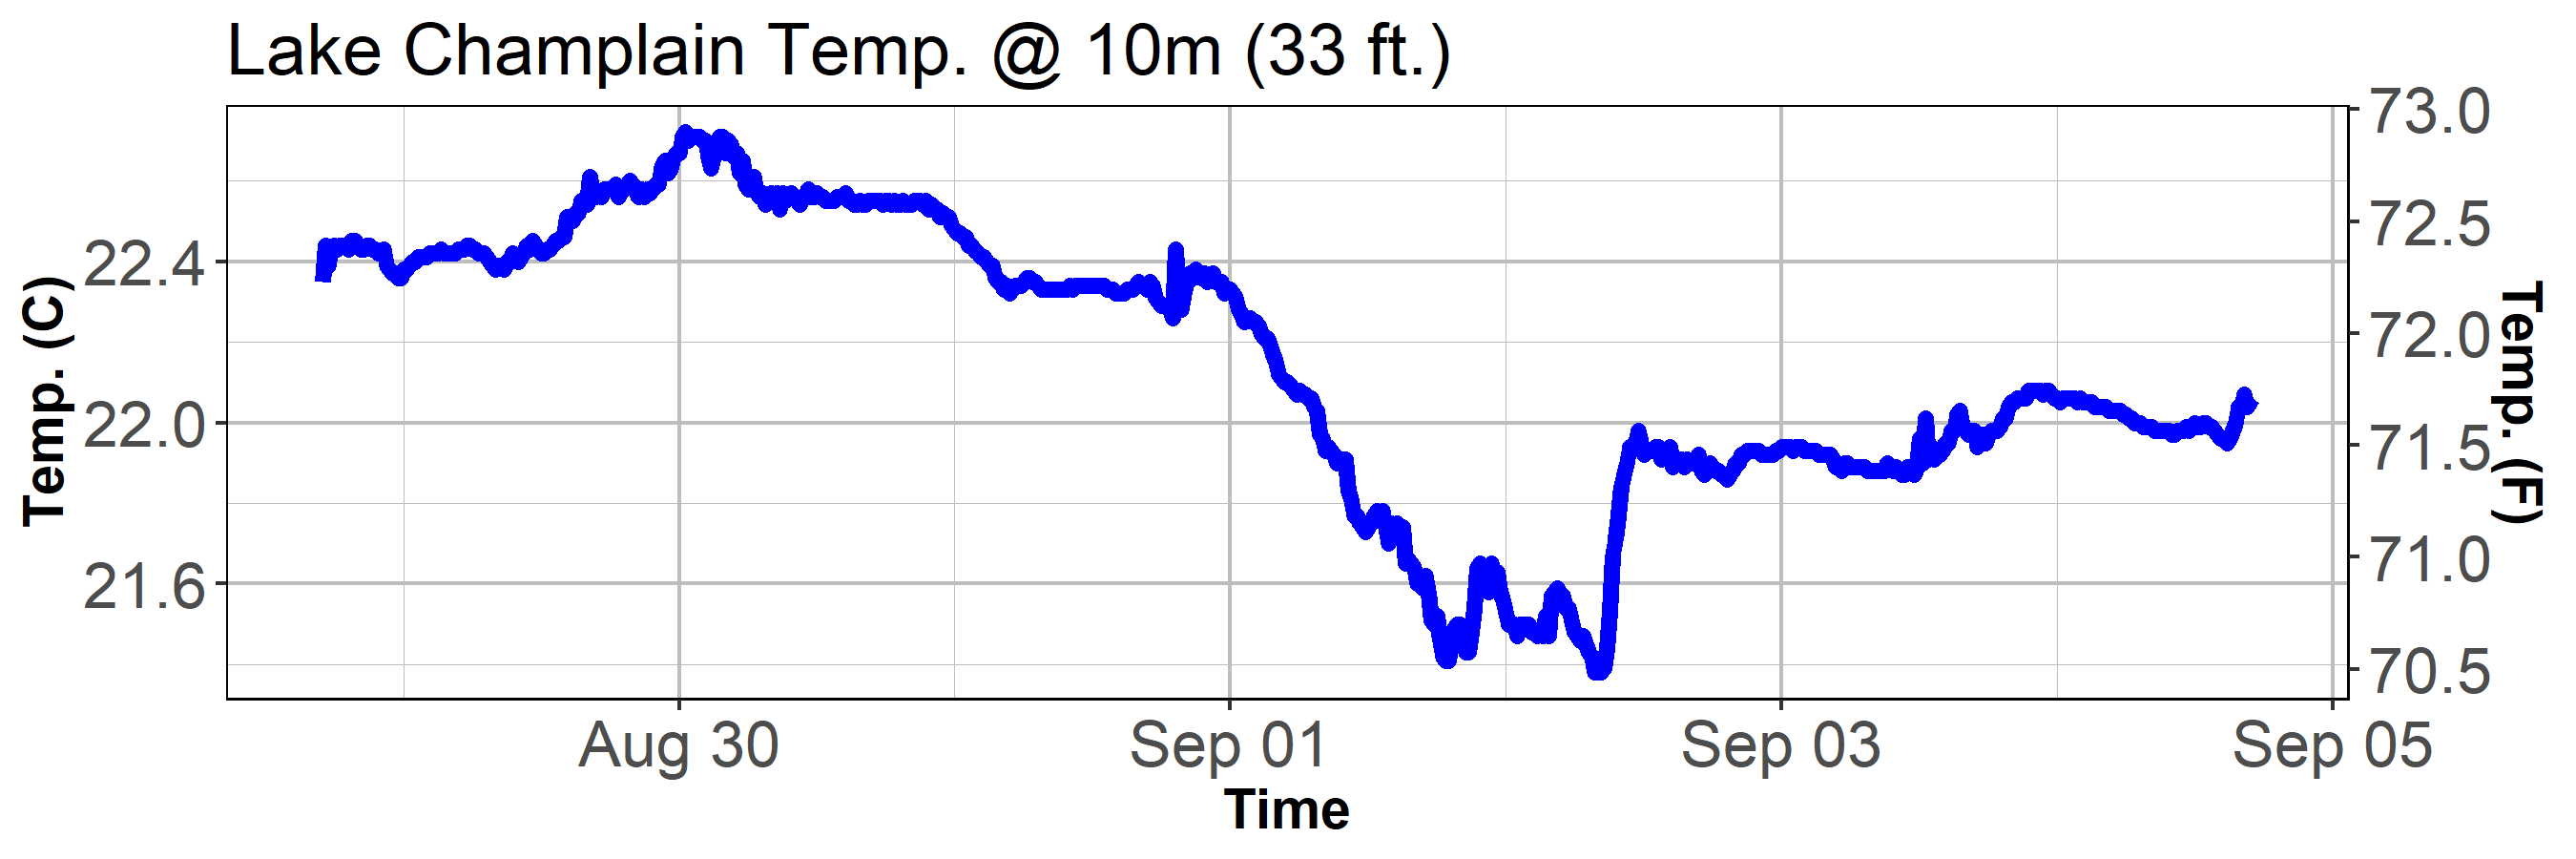 Lake Champlain Temp. @ 10m (33 ft.)
Temp. (C)
22.4
22.0
21.6
73.0
72.5
72.0
71.5
71.0
70.5
Temp. (F)
Aug 30
Sep 01
Sep 03
Sep 05
Time